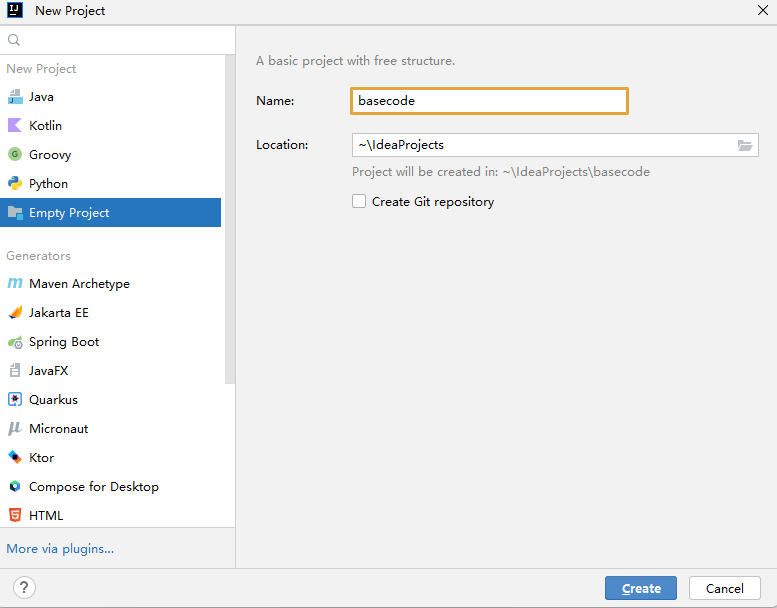 New Project
New Project
Java
Kotlin
Groovy
Python
Empty Project
Generators
Maven Archetype
Jakarta EE
Spring Boot
JavaFX
Quarkus
Micronaut
Ktor
Compose for Desktop
HTML
More via plugins...
A basic project with free structure.
Name: basecode
Location: ~\IdeaProjects
Project will be created in: ~\IdeaProjects\basecode
Create Git repository
? Create Cancel